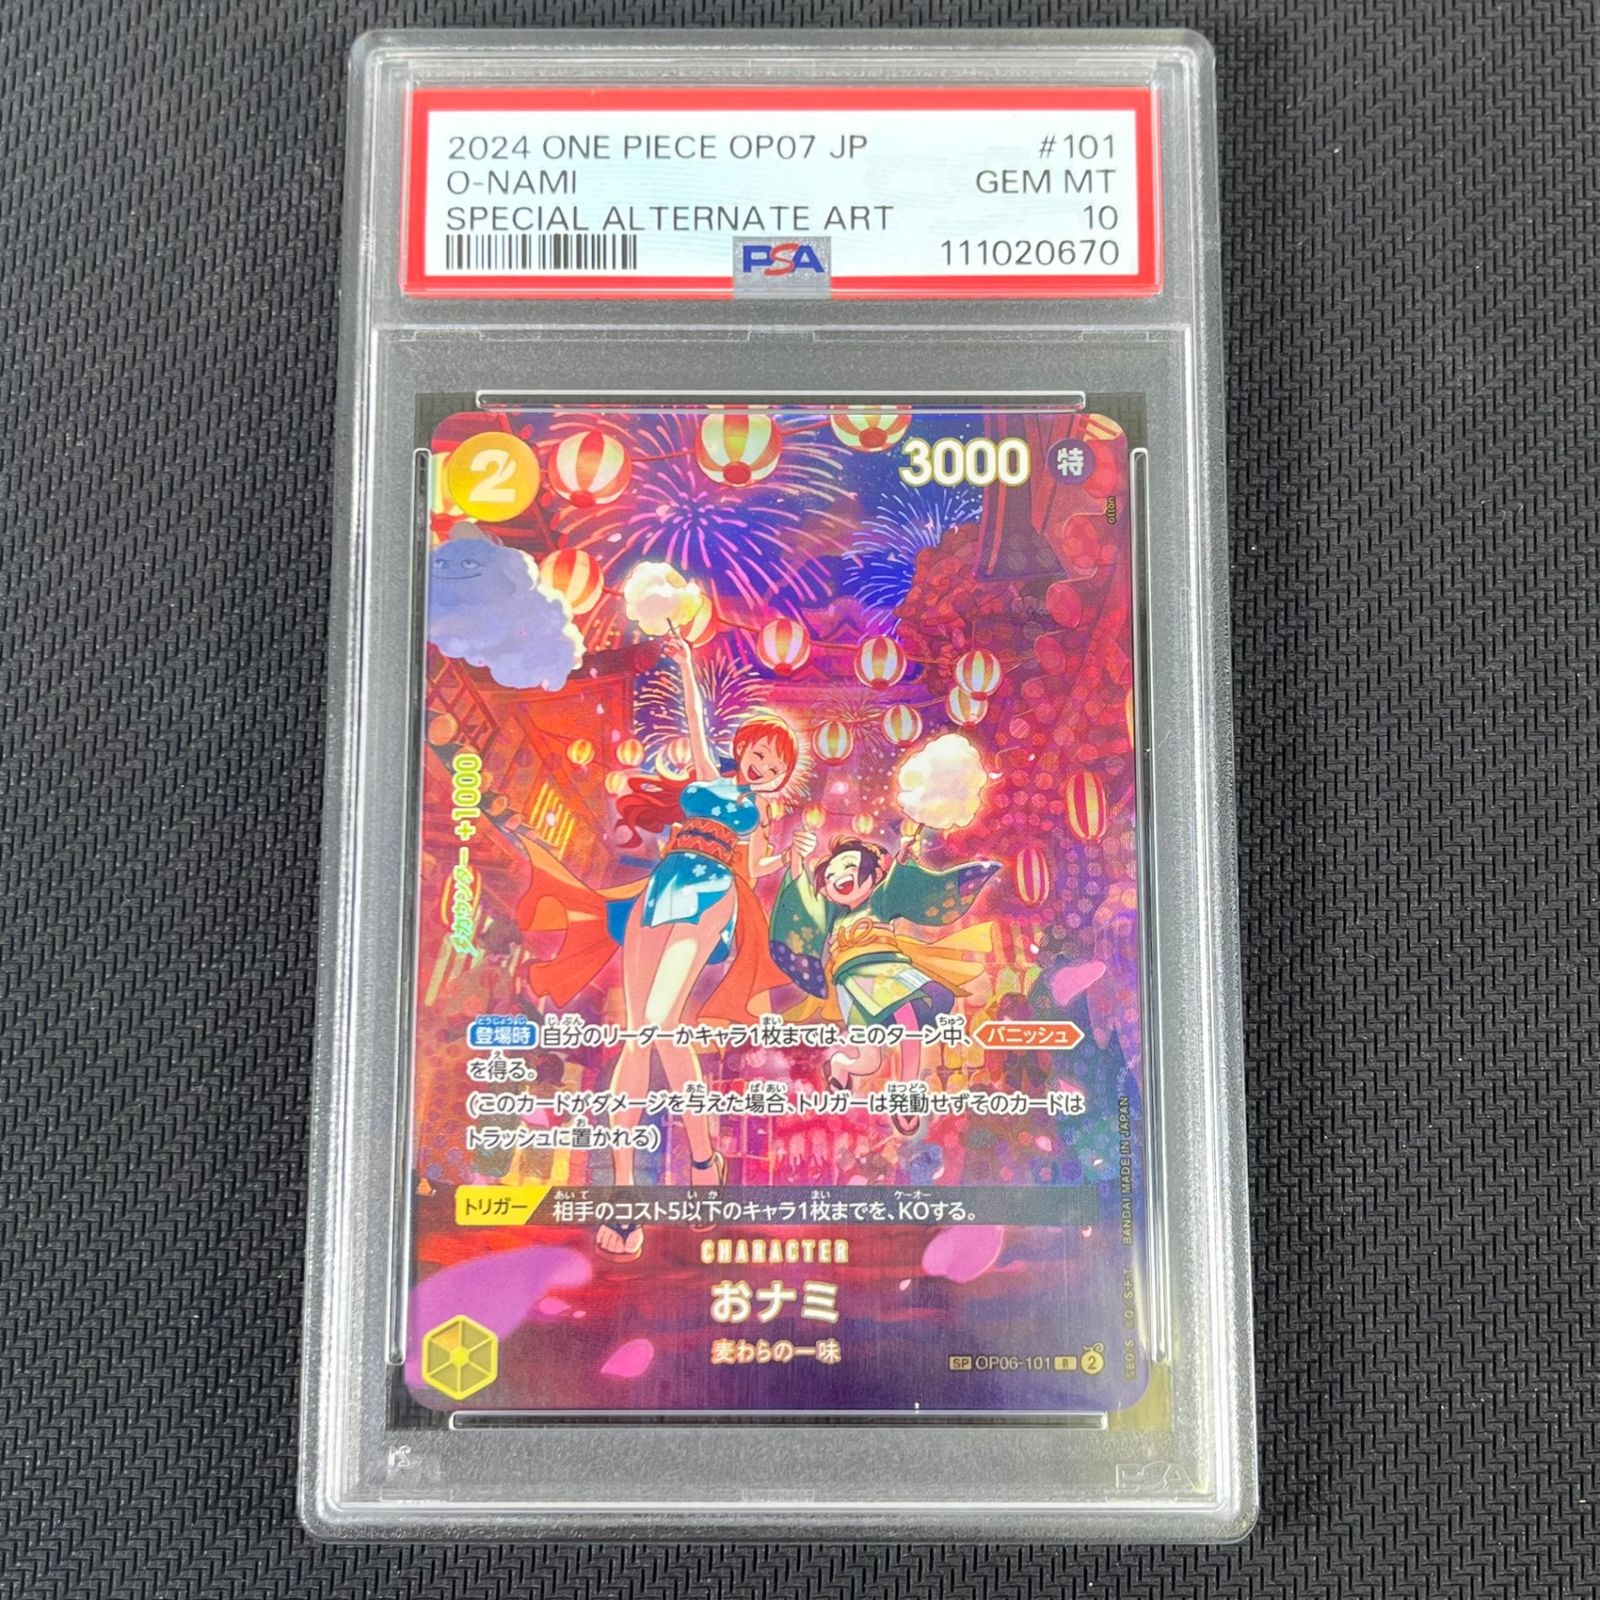 2024 ONE PIECE OP07 JP #101
O-NAMI GEM MT
SPECIAL ALTERNATE ART 10
PSA 111020670
2 3000 特
otton
カウンター +1000
登場時 自分のリーダーかキャラ1枚までは、このターン中、バニッシュ
を得る。
(このカードがダメージを与えた場合、トリガーは発動せずそのカードは
トラッシュに置かれる)
トリガー 相手のコスト5以下のキャラ1枚までを、KOする。
CHARACTER
おナミ
麦わらの一味
SP OP06-101 R 2
BANDAI MADE IN JAPAN
PSA